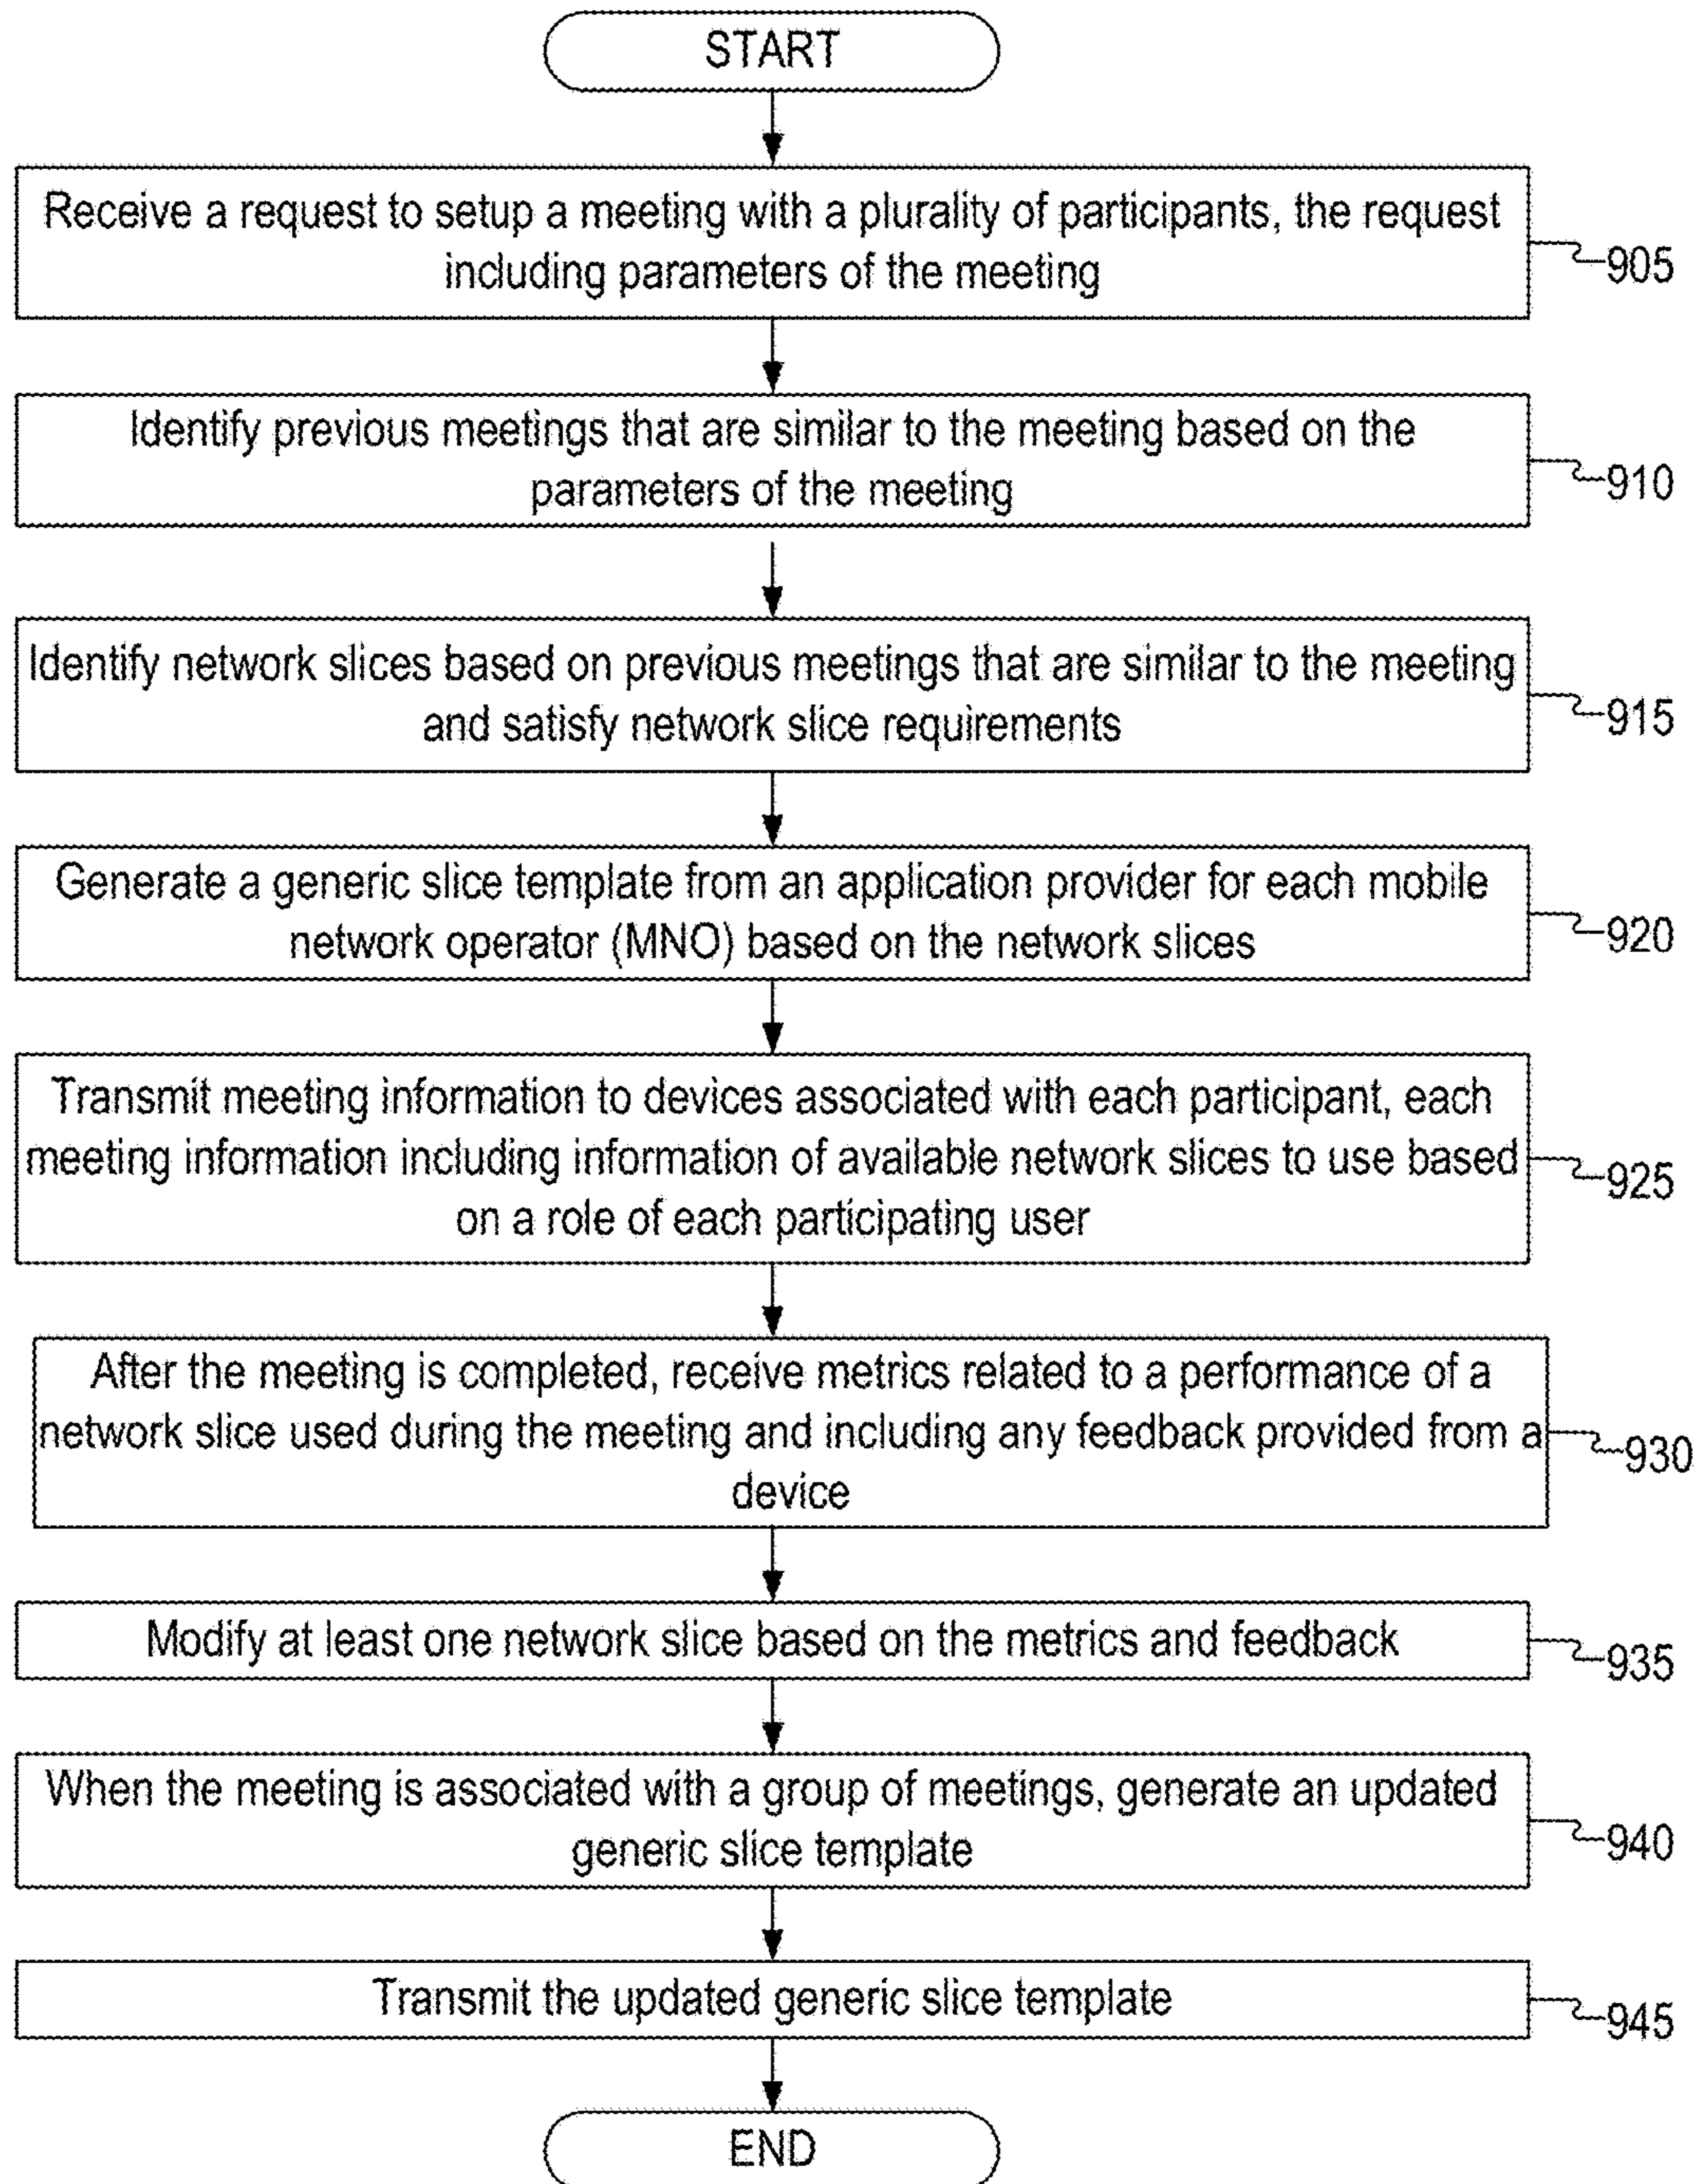 START
Receive a request to setup a meeting with a plurality of participants, the request
including parameters of the meeting
905
Identify previous meetings that are similar to the meeting based on the
parameters of the meeting
910
Identify network slices based on previous meetings that are similar to the meeting
and satisfy network slice requirements
915
Generate a generic slice template from an application provider for each mobile
network operator (MNO) based on the network slices
920
Transmit meeting information to devices associated with each participant, each
meeting information including information of available network slices to use based
on a role of each participating user
925
After the meeting is completed, receive metrics related to a performance of a
network slice used during the meeting and including any feedback provided from a
device
930
Modify at least one network slice based on the metrics and feedback
935
When the meeting is associated with a group of meetings, generate an updated
generic slice template
940
Transmit the updated generic slice template
945
END